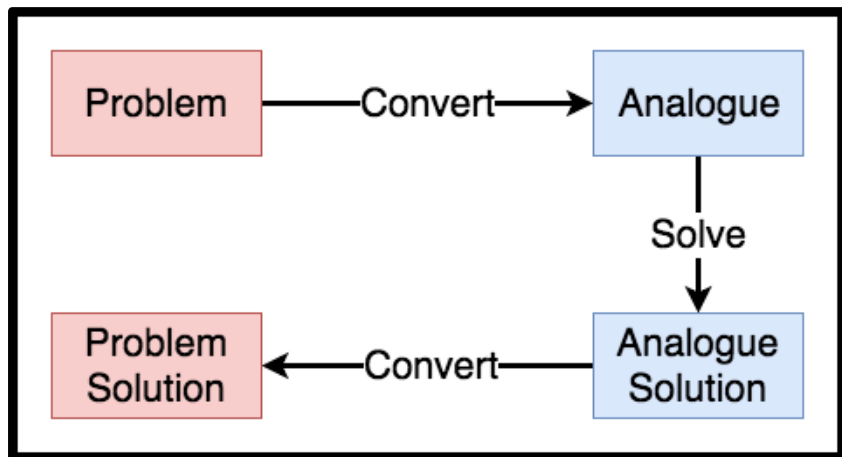 Problem
Convert
Analogue
Solve
Problem
Solution
Convert
Analogue
Solution